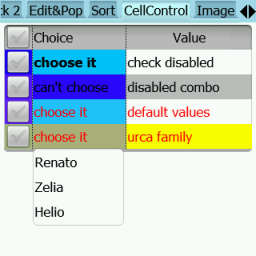 k 2 Edit&Pop Sort CellControl Image
Choice Value
choose it check disabled
can't choose disabled combo
choose it default values
choose it urca family
Renato
Zelia
Helio